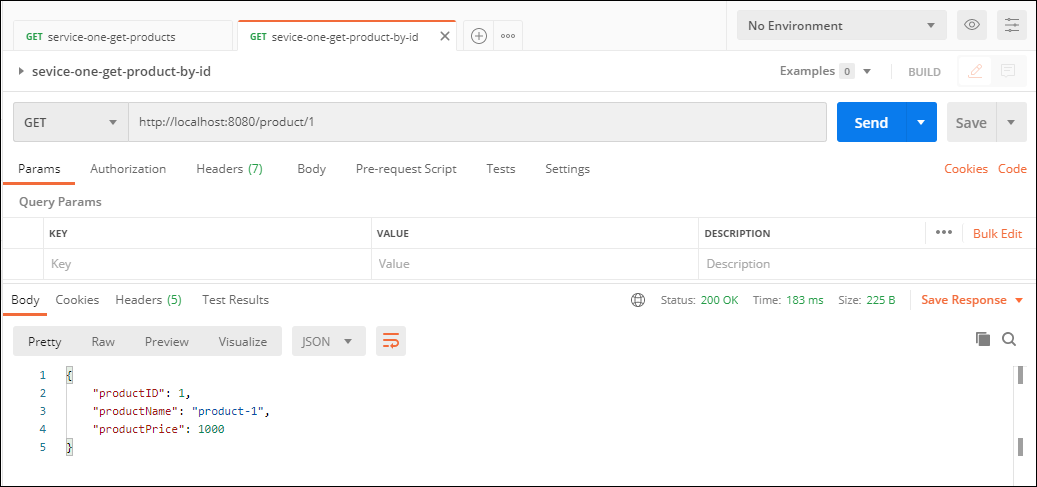 GET service-one-get-products GET sevice-one-get-product-by-id No Environment
sevice-one-get-product-by-id Examples 0 BUILD
GET http://localhost:8080/product/1 Send Save
Params Authorization Headers (7) Body Pre-request Script Tests Settings Cookies Code
Query Params
KEY VALUE DESCRIPTION Bulk Edit
Key Value Description
Body Cookies Headers (5) Test Results Status: 200 OK Time: 183 ms Size: 225 B Save Response
Pretty Raw Preview Visualize JSON
1 {
2 "productID": 1,
3 "productName": "product-1",
4 "productPrice": 1000
5 }